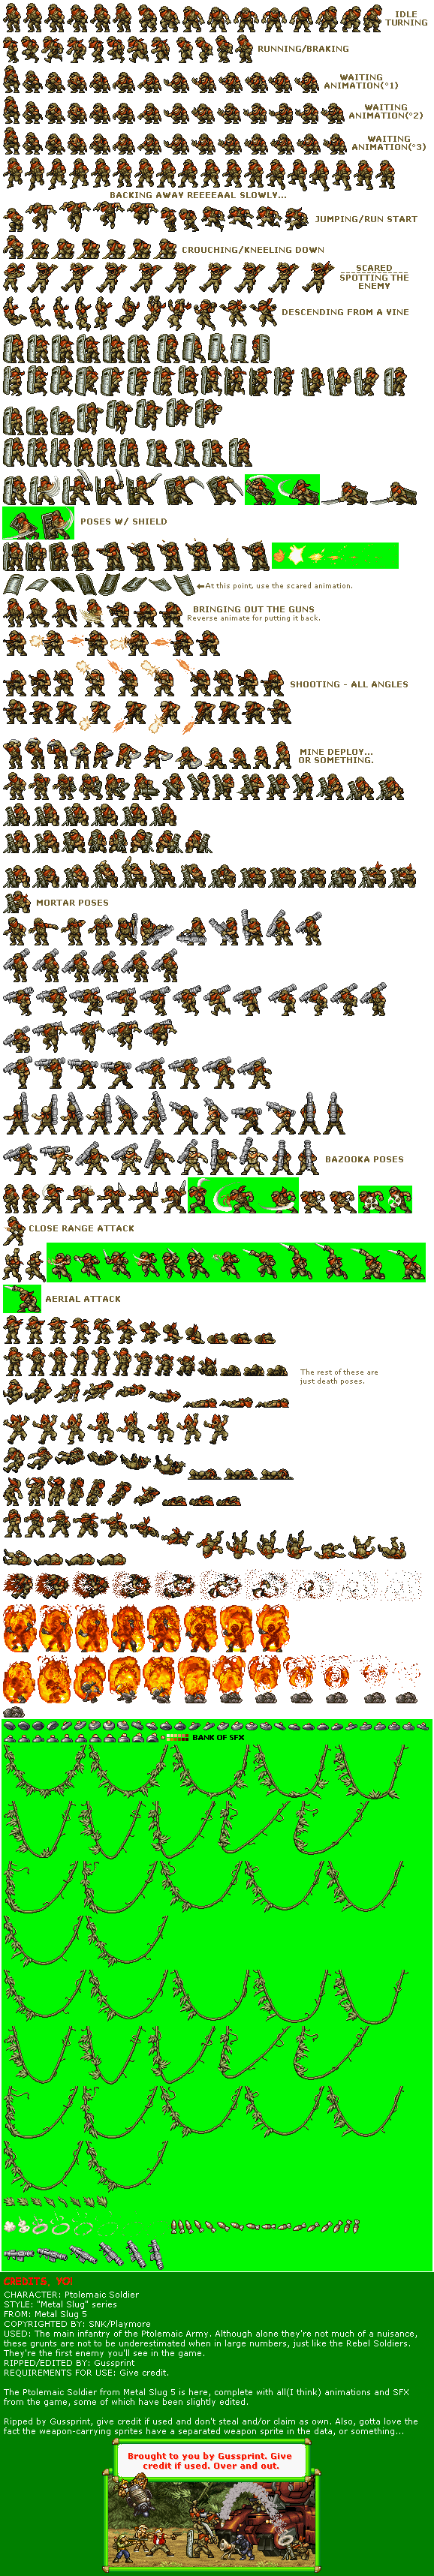 IDLE
TURNING
RUNNING/BRAKING
WAITING
ANIMATION(*1)
WAITING
ANIMATION(*2)
WAITING
ANIMATION(*3)
BACKING AWAY REEEEAAL SLOWLY...
JUMPING/RUN START
CROUCHING/KNEELING DOWN
SCARED
SPOTTING THE
ENEMY
DESCENDING FROM A VINE
POSES W/ SHIELD
At this point, use the scared animation.
BRINGING OUT THE GUNS
Reverse animate for putting it back.
SHOOTING - ALL ANGLES
MINE DEPLOY...
OR SOMETHING.
MORTAR POSES
BAZOOKA POSES
CLOSE RANGE ATTACK
AERIAL ATTACK
The rest of these are
just death poses.
BANK OF SFX
CREDITS, YO!
CHARACTER: Ptolemaic Soldier
STYLE: "Metal Slug" series
FROM: Metal Slug 5
COPYRIGHTED BY: SNK/Playmore
USED: The main infantry of the Ptolemaic Army. Although alone they're not much of a nuisance,
these grunts are not to be underestimated when in large numbers, just like the Rebel Soldiers.
They're the first enemy you'll see in the game.
RIPPED/EDITED BY: Gussprint
REQUIREMENTS FOR USE: Give credit.
The Ptolemaic Soldier from Metal Slug 5 is here, complete with all(I think) animations and SFX
from the game, some of which have been slightly edited.
Ripped by Gussprint, give credit if used and don't steal and/or claim as own. Also, gotta love the
fact the weapon-carrying sprites have a separated weapon sprite in the data, or something...
Brought to you by Gussprint. Give
credit if used. Over and out.